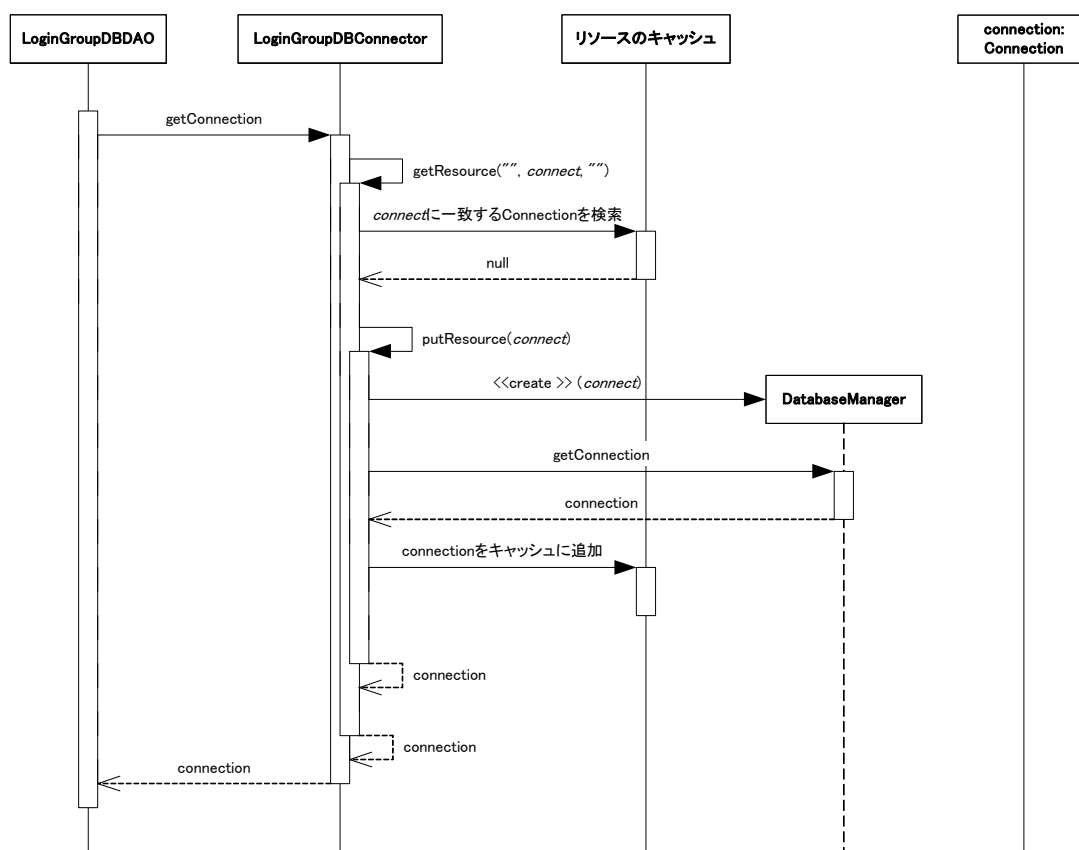 LoginGroupDBDAO
LoginGroupDBConnector
リソースのキャッシュ
connection:
Connection
getConnection
getResource("", connect, "")
connectに一致するConnectionを検索
null
putResource(connect)
<<create >> (connect)
DatabaseManager
getConnection
connection
connectionをキャッシュに追加
connection
connection
connection